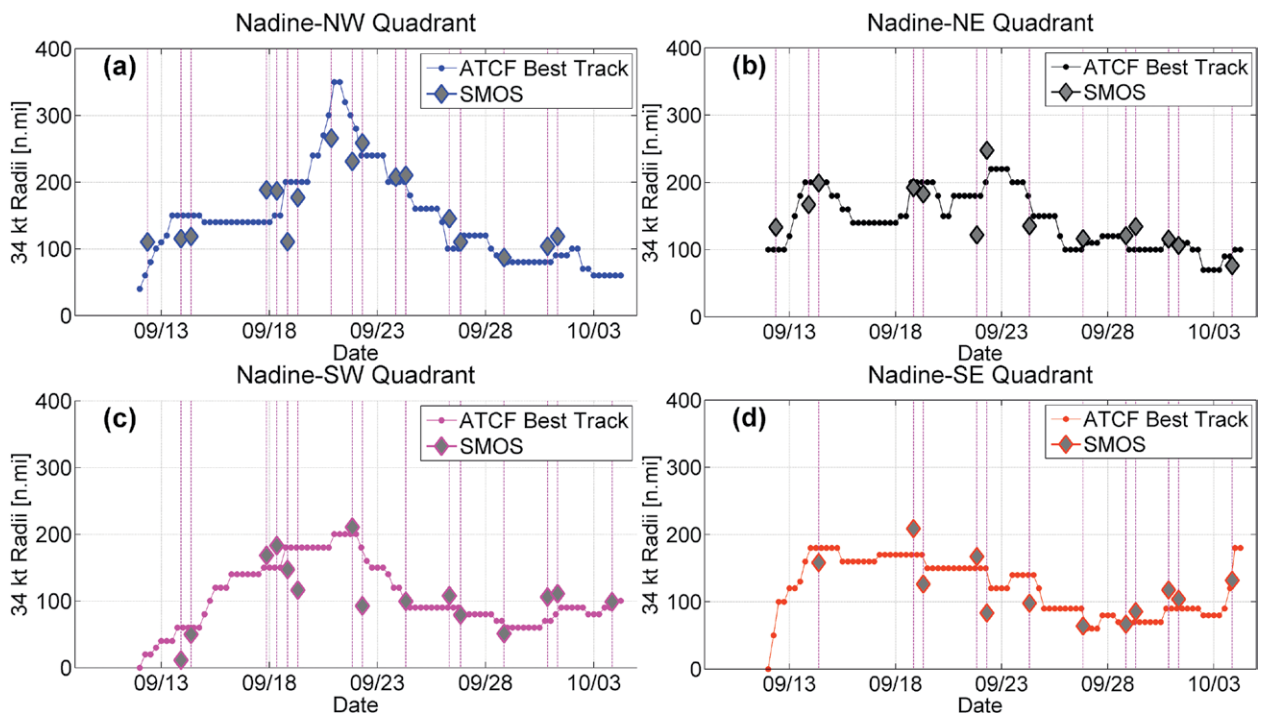 Nadine-NW Quadrant
(a)
ATCF Best Track
SMOS
34 kt Radii [n.mi]
400
300
200
100
0
09/13
09/18
09/23
09/28
10/03
Date
Nadine-NE Quadrant
(b)
ATCF Best Track
SMOS
34 kt Radii [n.mi]
400
300
200
100
0
09/13
09/18
09/23
09/28
10/03
Date
Nadine-SW Quadrant
(c)
ATCF Best Track
SMOS
34 kt Radii [n.mi]
400
300
200
100
0
09/13
09/18
09/23
09/28
10/03
Date
Nadine-SE Quadrant
(d)
ATCF Best Track
SMOS
34 kt Radii [n.mi]
400
300
200
100
0
09/13
09/18
09/23
09/28
10/03
Date